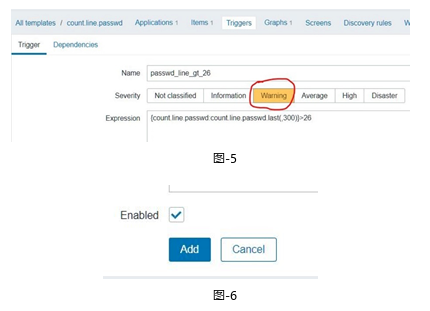 All templates / count.line.passwd Applications 1 Items 1 Triggers Graphs 1 Screens Discovery rules W
Trigger Dependencies
Name passwd_line_gt_26
Severity Not classified Information Warning Average High Disaster
Expression {count.line.passwd:count.line.passwd.last(,300)}>26
图-5
Enabled
Add Cancel
图-6